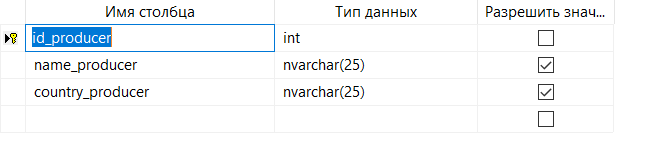 Имя столбца Тип данных Разрешить знач...
id_producer int
name_producer nvarchar(25)
country_producer nvarchar(25)